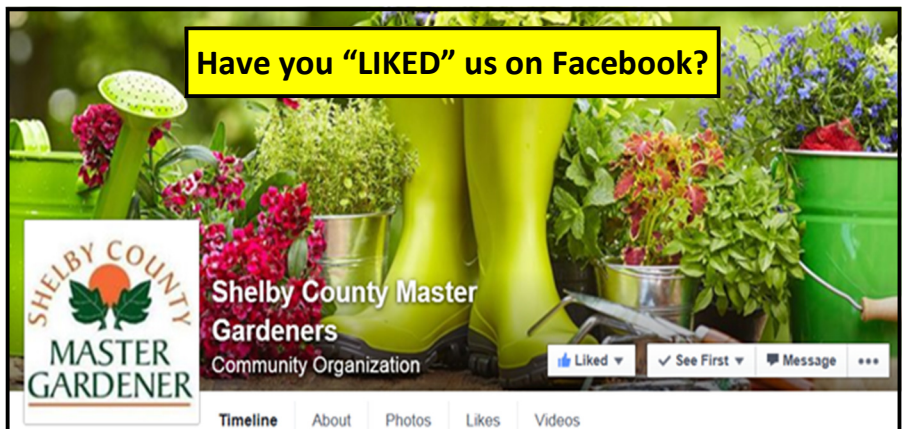 Have you “LIKED” us on Facebook?
SHELBY COUNTY
MASTER
GARDENER
Shelby County Master
Gardeners
Community Organization
Liked
See First
Message
Timeline About Photos Likes Videos